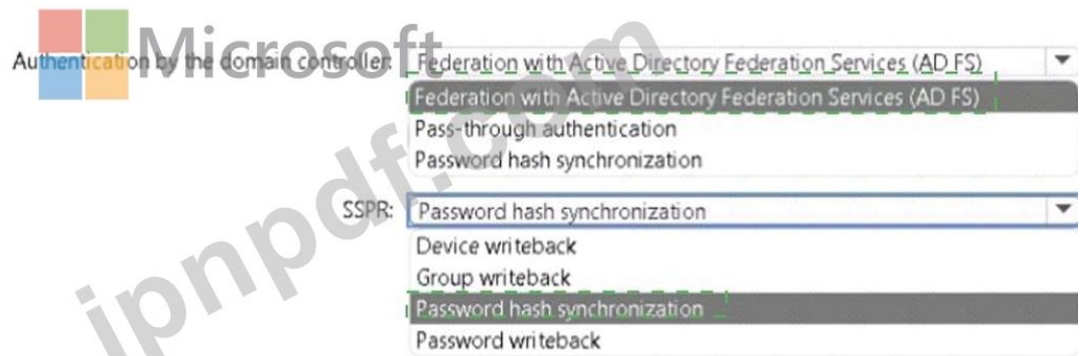 Microsoft
Authentication by the domain controller: Federation with Active Directory Federation Services (AD FS)
Federation with Active Directory Federation Services (AD FS)
Pass-through authentication
Password hash synchronization
SSPR: Password hash synchronization
Device writeback
Group writeback
Password hash synchronization
Password writeback
jpnpdf.com